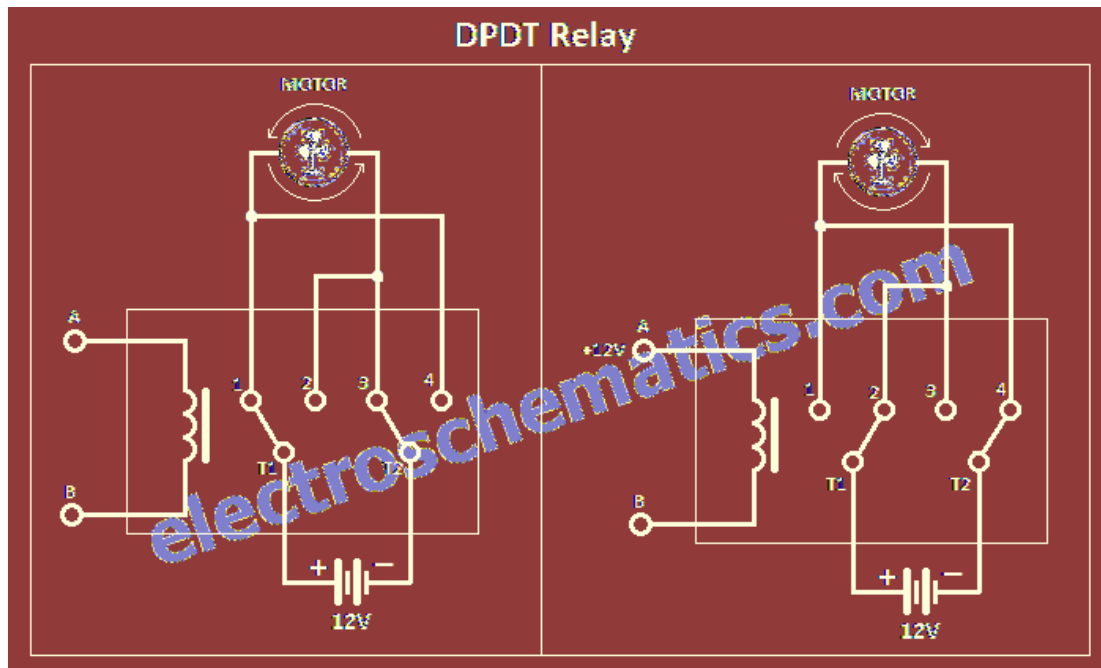 DPDT Relay
MOTOR
A
1 2 3 4
T1 T2
B
+ −
12V
MOTOR
A
+12V
1 2 3 4
T1 T2
B
+ −
12V
electroschematics.com